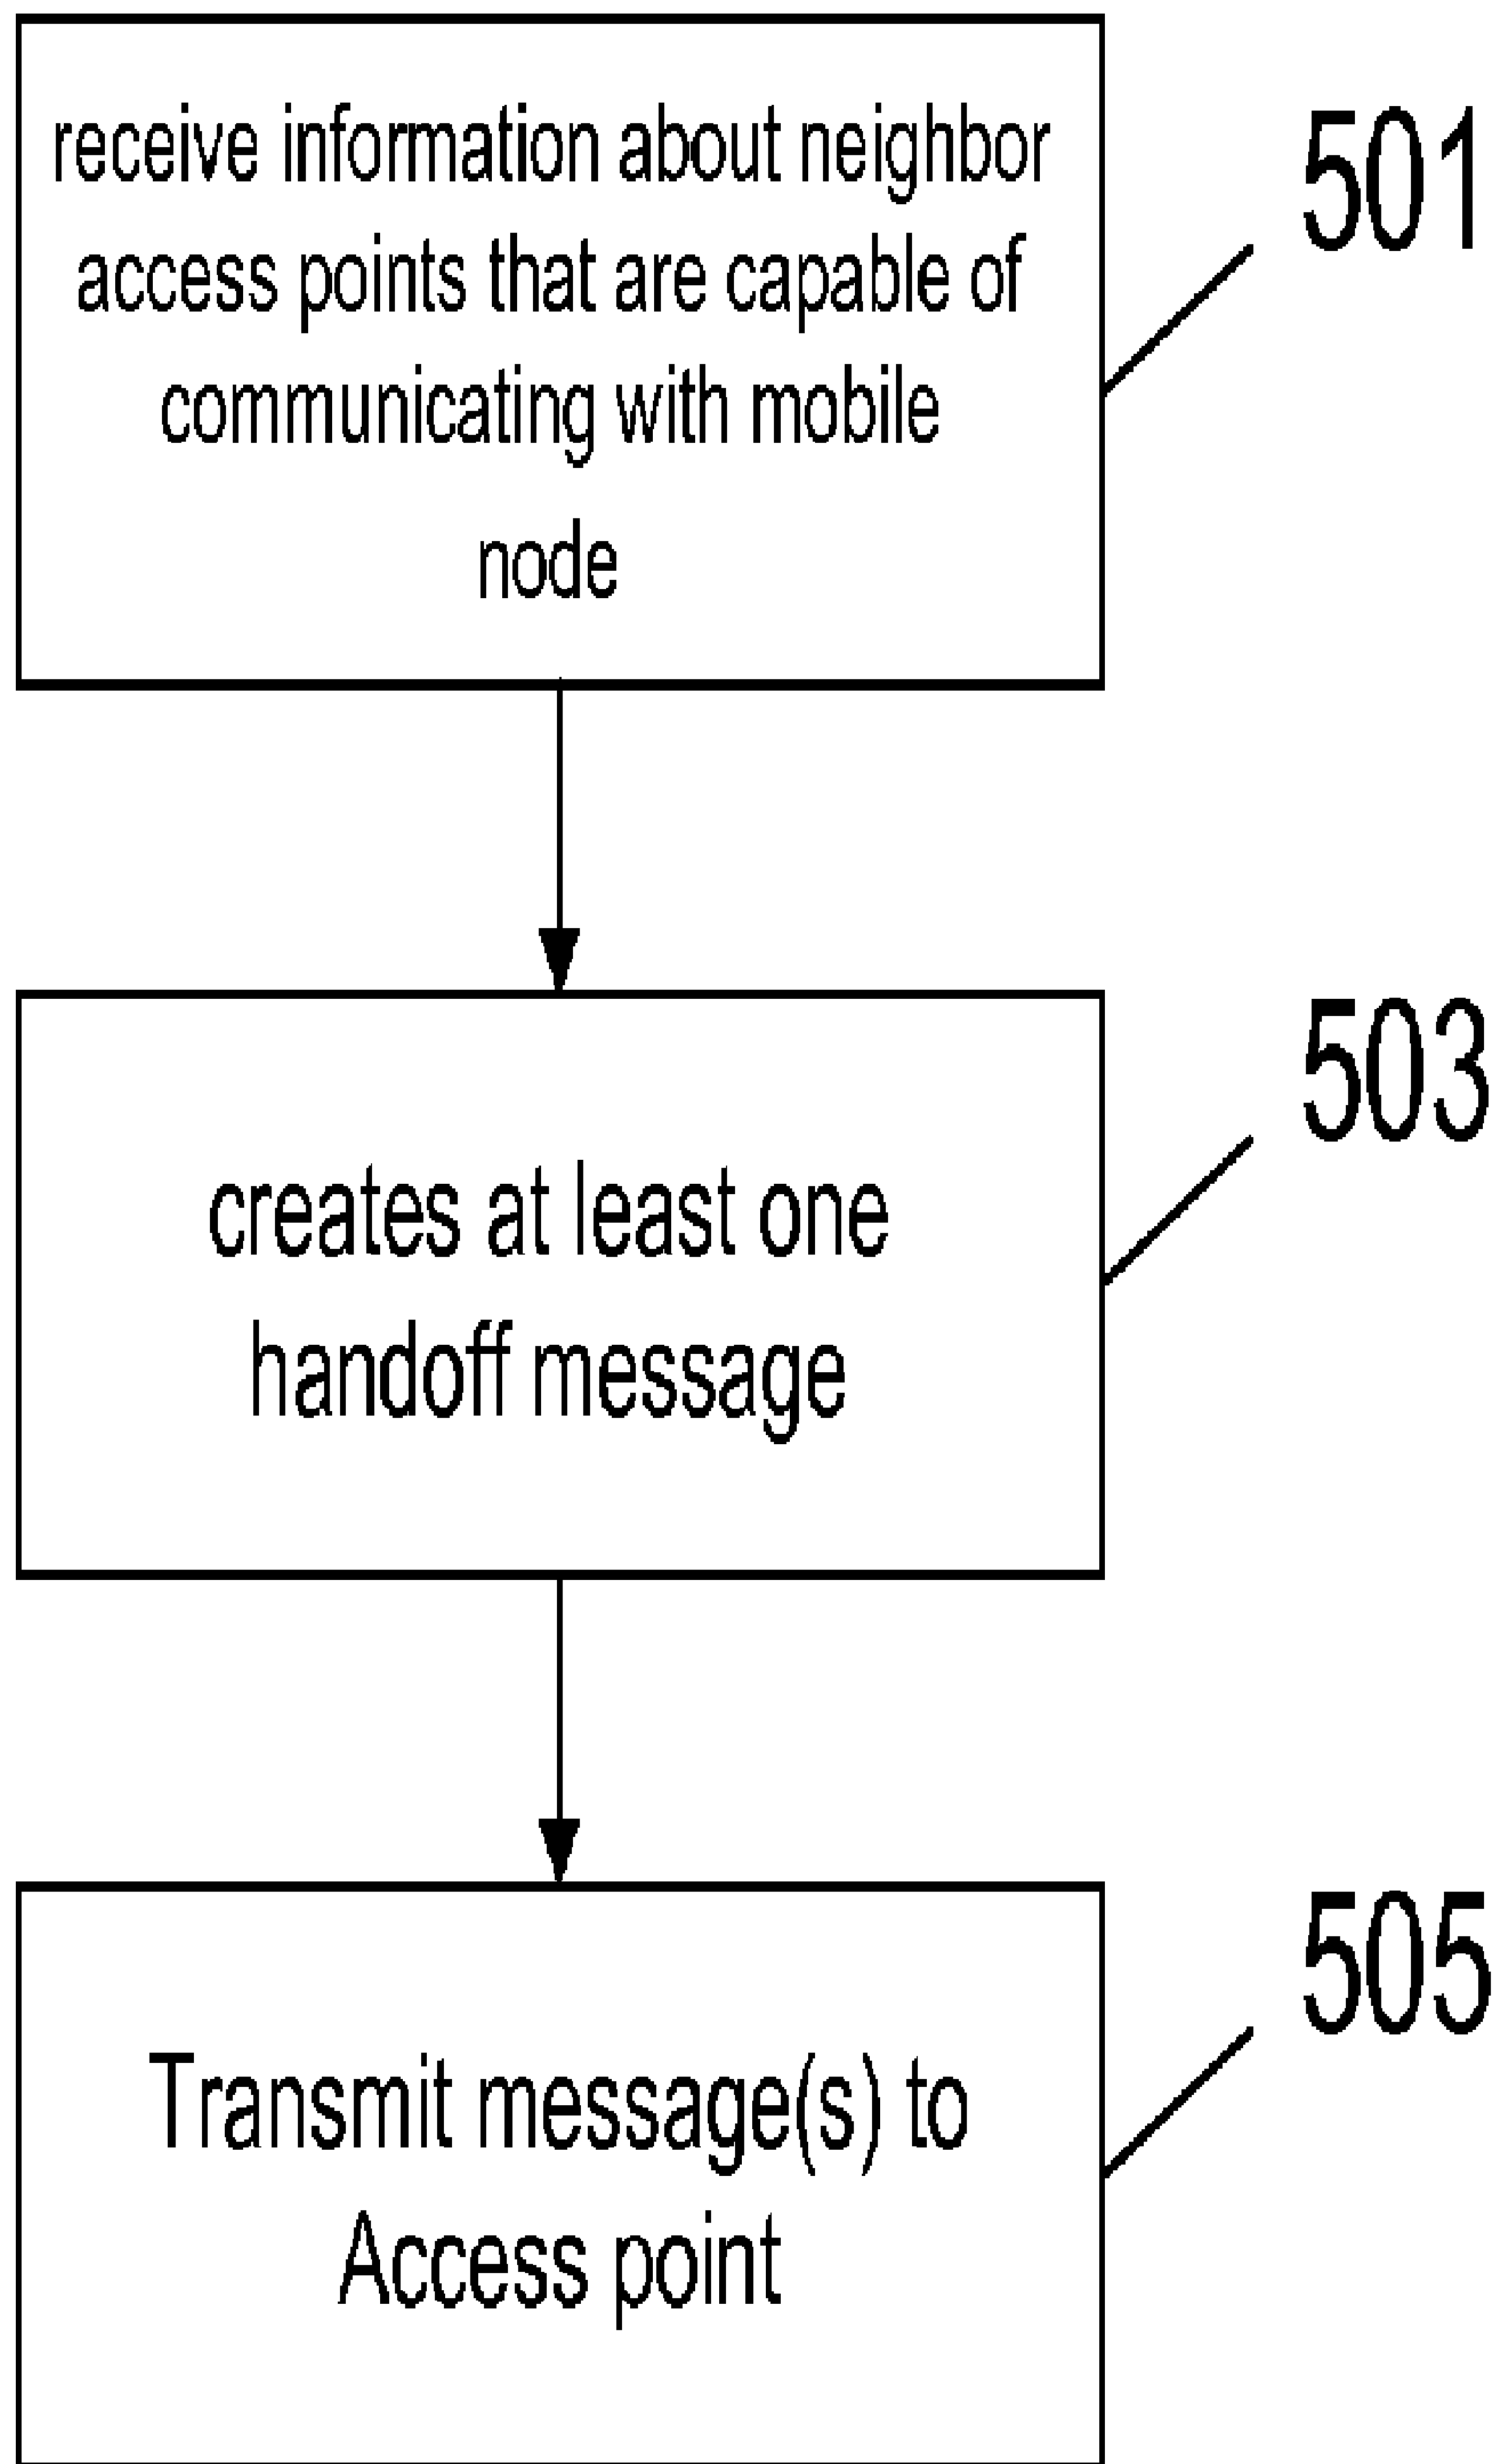 receive information about neighbor
access points that are capable of
communicating with mobile
node
501
creates at least one
handoff message
503
Transmit message(s) to
Access point
505